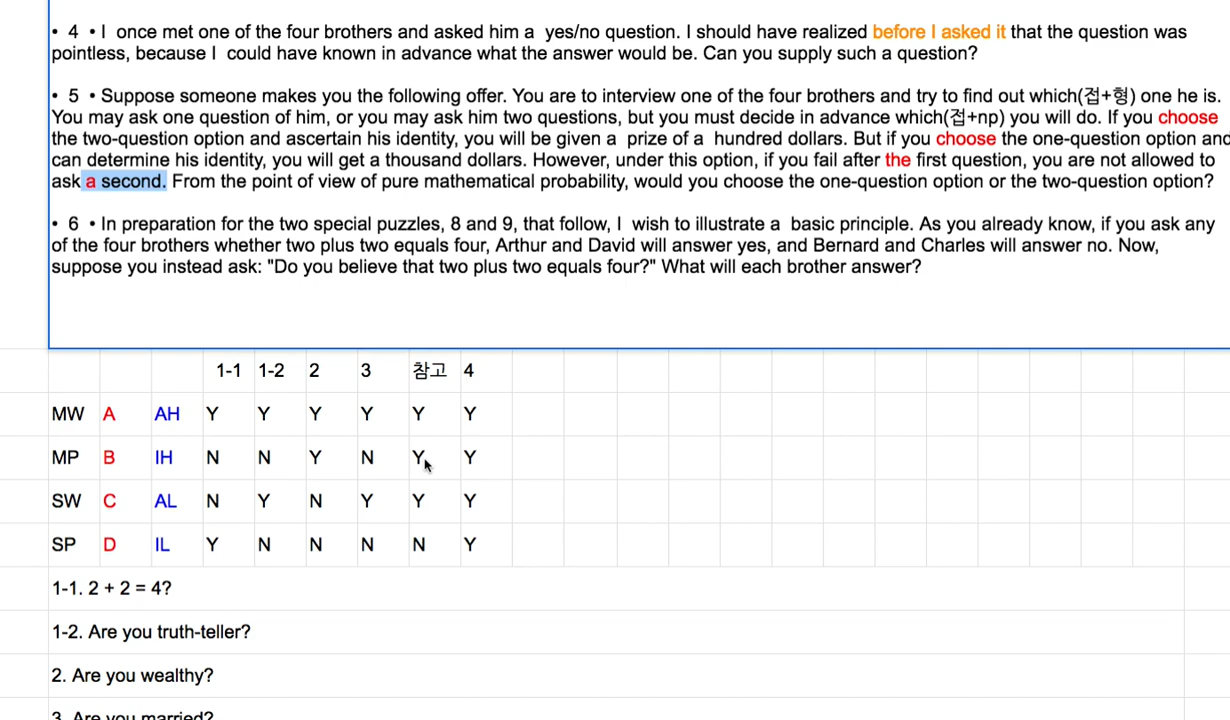 • 4 • I once met one of the four brothers and asked him a yes/no question. I should have realized before I asked it that the question was
pointless, because I could have known in advance what the answer would be. Can you supply such a question?
• 5 • Suppose someone makes you the following offer. You are to interview one of the four brothers and try to find out which(접+형) one he is.
You may ask one question of him, or you may ask him two questions, but you must decide in advance which(접+np) you will do. If you choose
the two-question option and ascertain his identity, you will be given a prize of a hundred dollars. But if you choose the one-question option and
can determine his identity, you will get a thousand dollars. However, under this option, if you fail after the first question, you are not allowed to
ask a second. From the point of view of pure mathematical probability, would you choose the one-question option or the two-question option?
• 6 • In preparation for the two special puzzles, 8 and 9, that follow, I wish to illustrate a basic principle. As you already know, if you ask any
of the four brothers whether two plus two equals four, Arthur and David will answer yes, and Bernard and Charles will answer no. Now,
suppose you instead ask: "Do you believe that two plus two equals four?" What will each brother answer?
1-1 1-2 2 3 참고 4
MW A AH Y Y Y Y Y Y
MP B IH N N Y N Y Y
SW C AL N Y N Y Y Y
SP D IL Y N N N N Y
1-1. 2 + 2 = 4?
1-2. Are you truth-teller?
2. Are you wealthy?
3. Are you married?